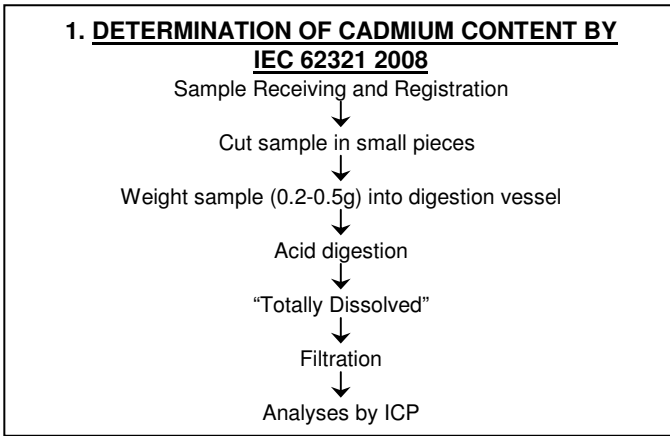 1. DETERMINATION OF CADMIUM CONTENT BY
IEC 62321 2008
Sample Receiving and Registration
Cut sample in small pieces
Weight sample (0.2-0.5g) into digestion vessel
Acid digestion
“Totally Dissolved”
Filtration
Analyses by ICP